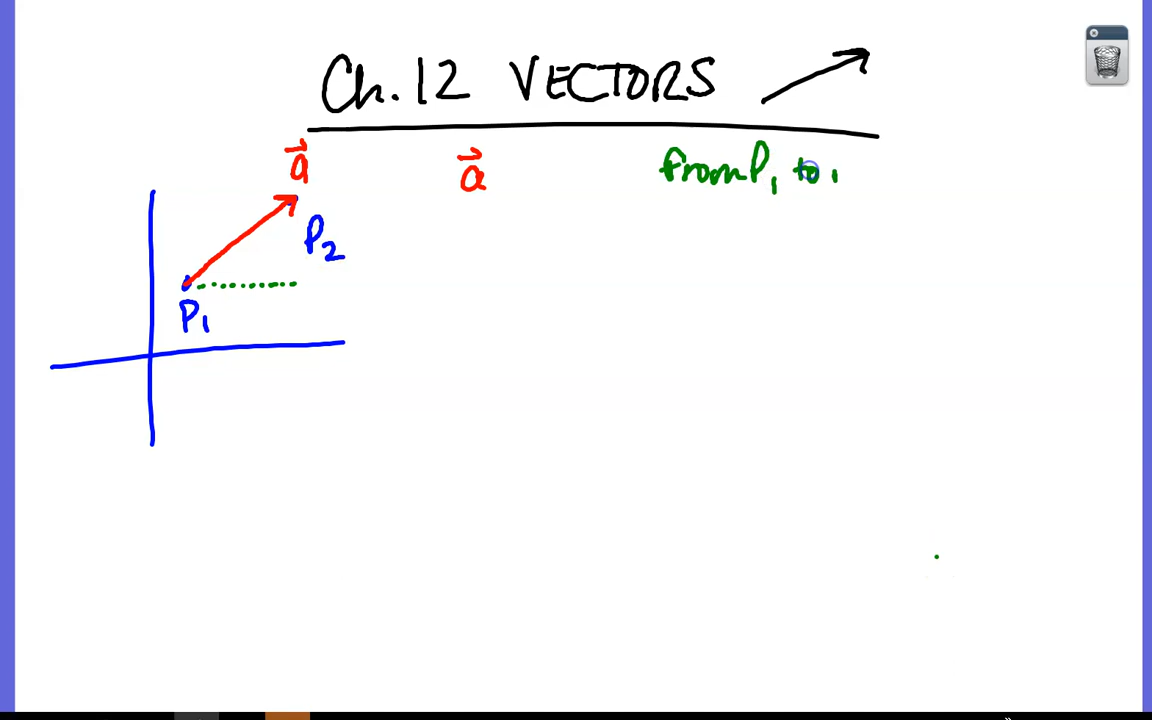 Ch. 12 VECTORS
a⃗
a⃗
from P₁ to
P₂
P₁